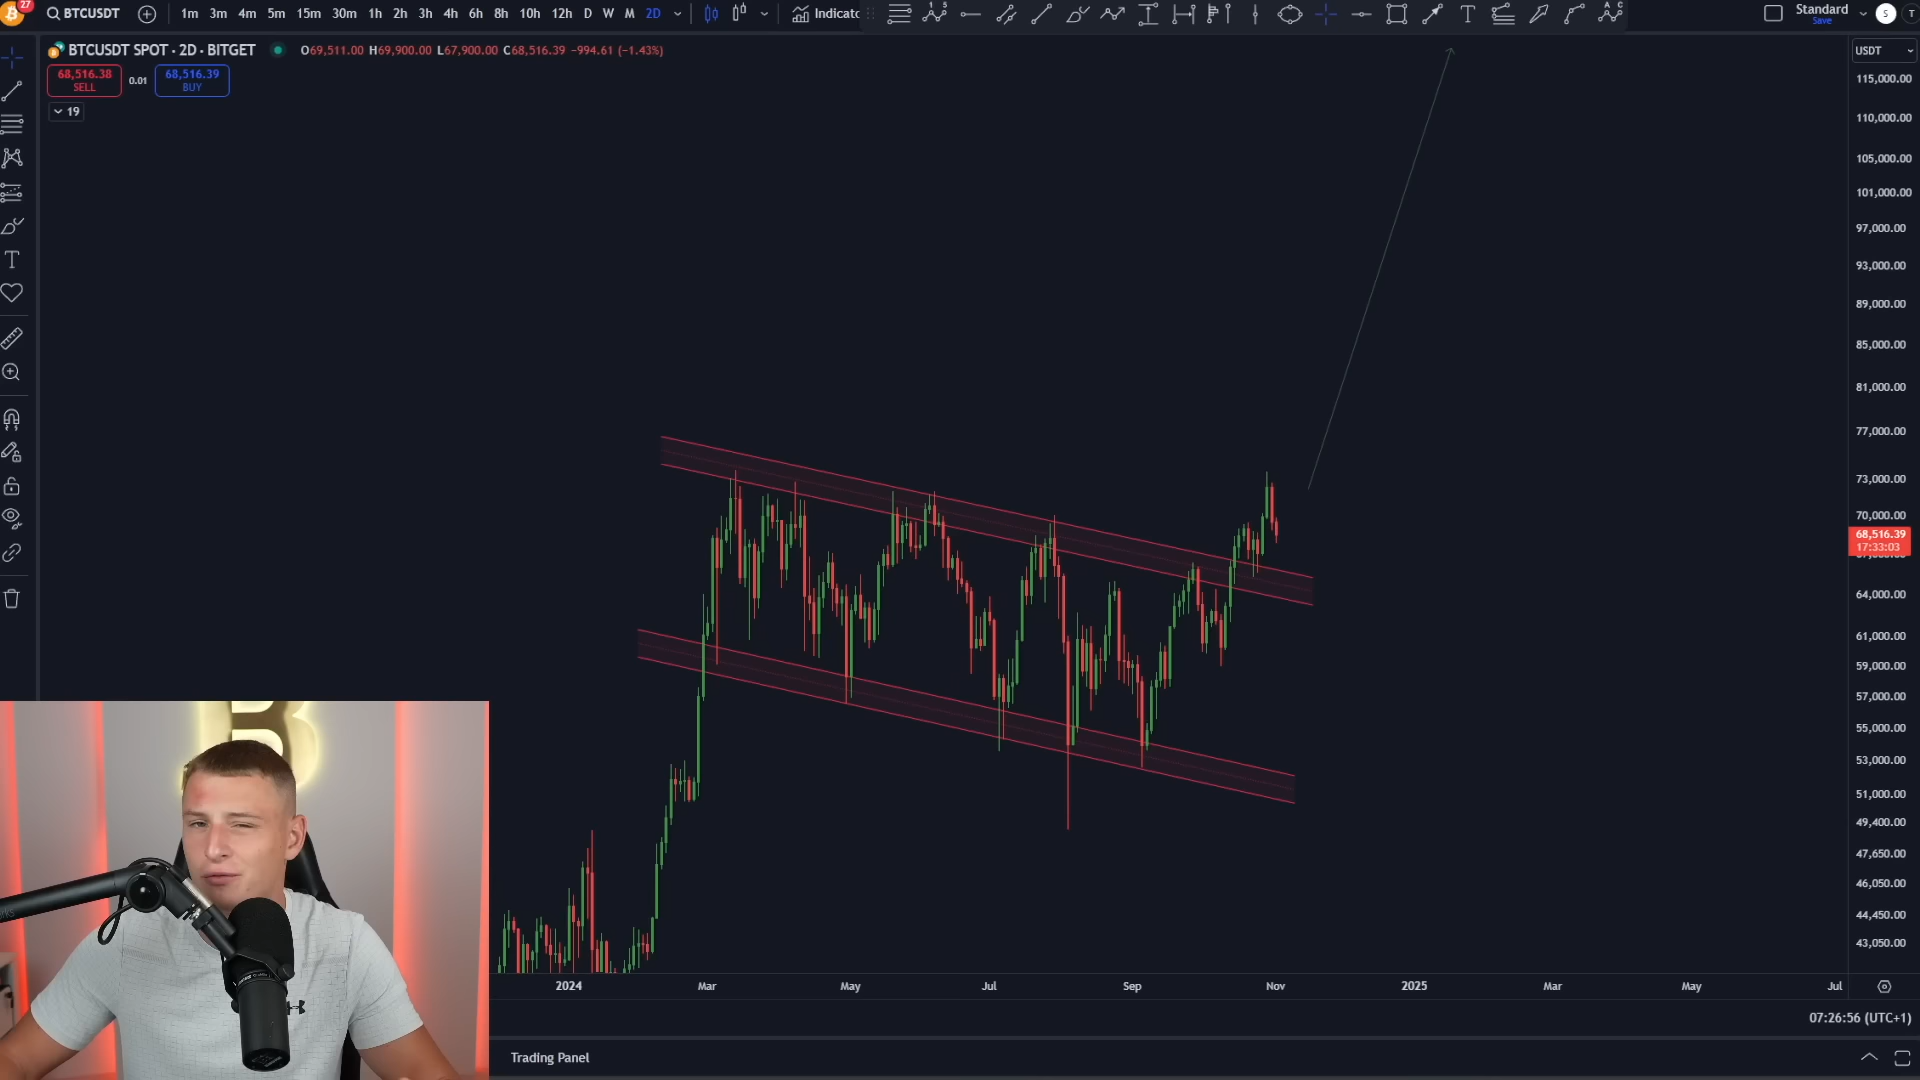 27
BTCUSDT
1m 3m 4m 5m 15m 30m 1h 2h 3h 4h 6h 8h 10h 12h D W M 2D
Indicato
Standard
Save
S
T
BTCUSDT SPOT · 2D · BITGET
O69,511.00 H69,900.00 L67,900.00 C68,516.39 −994.61 (−1.43%)
USDT
68,516.38
SELL
0.01
68,516.39
BUY
19
115,000.00
110,000.00
105,000.00
101,000.00
97,000.00
93,000.00
89,000.00
85,000.00
81,000.00
77,000.00
73,000.00
70,000.00
68,516.39
17:33:03
64,000.00
61,000.00
59,000.00
57,000.00
55,000.00
53,000.00
51,000.00
49,400.00
47,650.00
46,050.00
44,450.00
43,050.00
2024 Mar May Jul Sep Nov 2025 Mar May Jul
07:26:56 (UTC+1)
Trading Panel